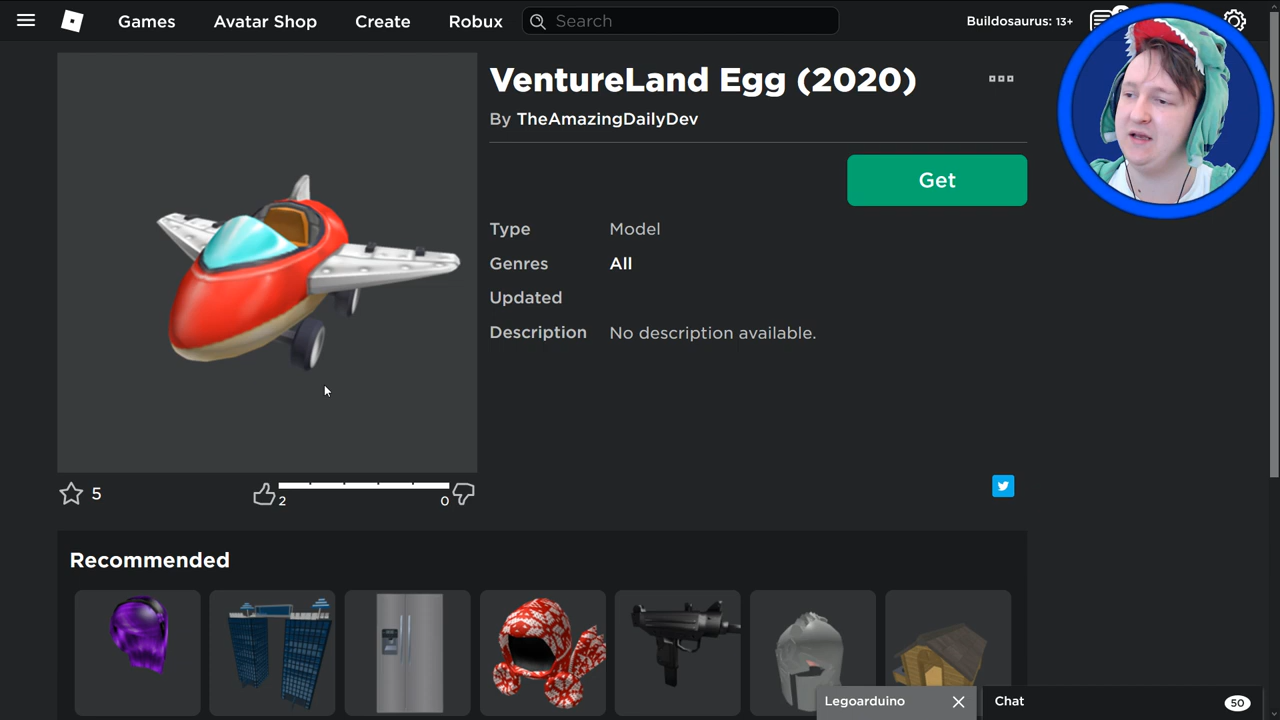 Games
Avatar Shop
Create
Robux
Search
Buildosaurus: 13+
VentureLand Egg (2020)
By TheAmazingDailyDev
Get
Type Model
Genres All
Updated
Description No description available.
5
2
0
Recommended
Legoarduino
Chat
50